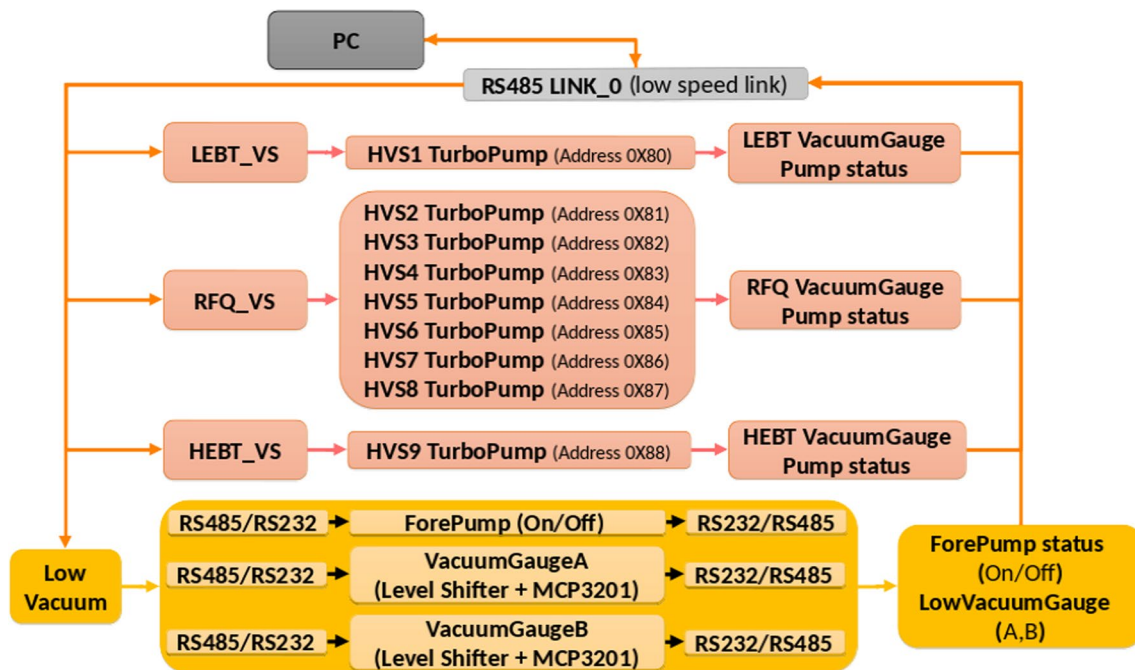 PC
RS485 LINK_0 (low speed link)
LEBT_VS
HVS1 TurboPump (Address 0X80)
LEBT VacuumGauge
Pump status
RFQ_VS
HVS2 TurboPump (Address 0X81)
HVS3 TurboPump (Address 0X82)
HVS4 TurboPump (Address 0X83)
HVS5 TurboPump (Address 0X84)
HVS6 TurboPump (Address 0X85)
HVS7 TurboPump (Address 0X86)
HVS8 TurboPump (Address 0X87)
RFQ VacuumGauge
Pump status
HEBT_VS
HVS9 TurboPump (Address 0X88)
HEBT VacuumGauge
Pump status
Low
Vacuum
RS485/RS232
ForePump (On/Off)
RS232/RS485
RS485/RS232
VacuumGaugeA
(Level Shifter + MCP3201)
RS232/RS485
RS485/RS232
VacuumGaugeB
(Level Shifter + MCP3201)
RS232/RS485
ForePump status
(On/Off)
LowVacuumGauge
(A,B)